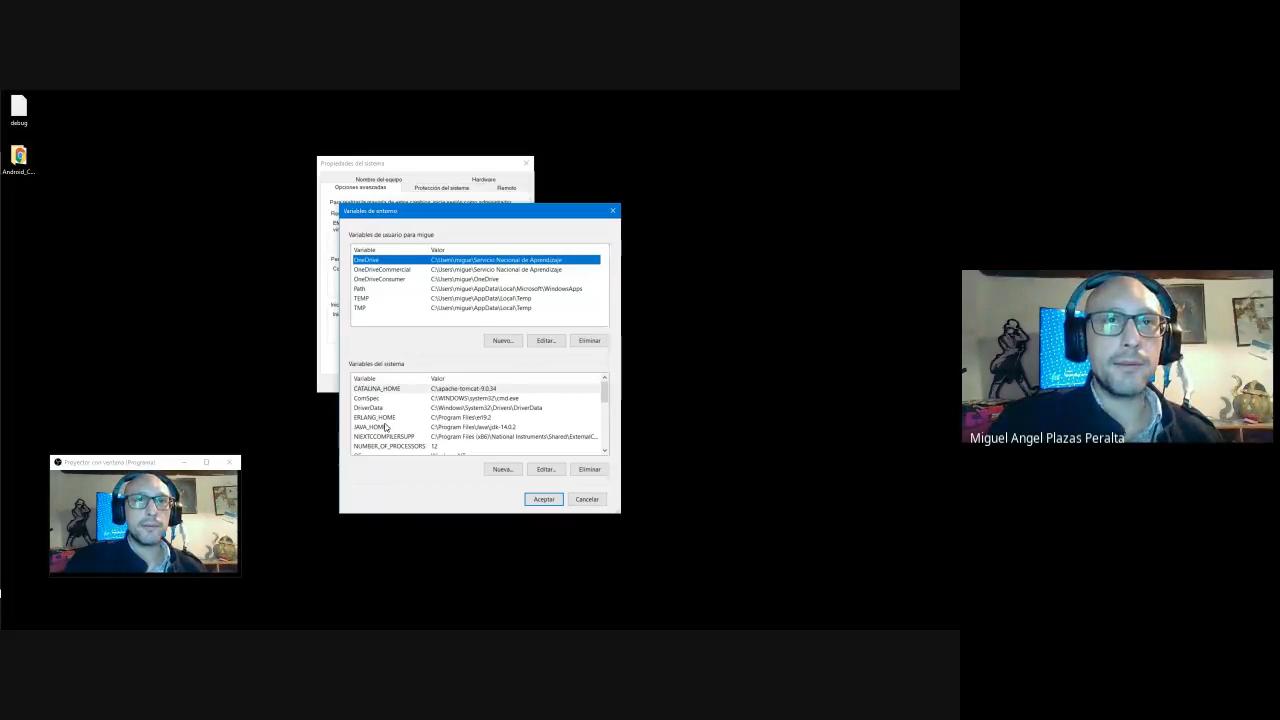 debug
Android_C...
Propiedades del sistema
Nombre del equipo
Hardware
Opciones avanzadas
Protección del sistema
Remoto
Variables de entorno
Variables de usuario para migue
Variable Valor
OneDrive C:\Users\migue\Servicio Nacional de Aprendizaje
OneDriveCommercial C:\Users\migue\Servicio Nacional de Aprendizaje
OneDriveConsumer C:\Users\migue\OneDrive
Path C:\Users\migue\AppData\Local\Microsoft\WindowsApps
TEMP C:\Users\migue\AppData\Local\Temp
TMP C:\Users\migue\AppData\Local\Temp
Nuevo... Editar... Eliminar
Variables del sistema
Variable Valor
CATALINA_HOME C:\apache-tomcat-9.0.34
ComSpec C:\WINDOWS\system32\cmd.exe
DriverData C:\Windows\System32\Drivers\DriverData
ERLANG_HOME C:\Program Files\erl9.2
JAVA_HOME C:\Program Files\Java\jdk-14.0.2
NIEXTCCOMPILERSUPP C:\Program Files (x86)\National Instruments\Shared\ExternalC...
NUMBER_OF_PROCESSORS 12
Nueva... Editar... Eliminar
Aceptar Cancelar
Proyector con ventana (Programa)
Miguel Angel Plazas Peralta